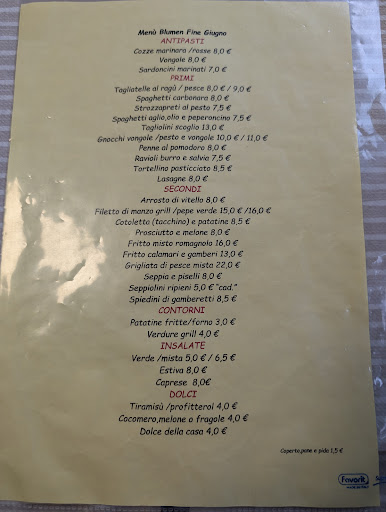 Menù Blumen Fine Giugno
ANTIPASTI
Cozze marinara /rosse 8,0 €
Vongole 8,0 €
Sardoncini marinati 7,0 €
PRIMI
Tagliatelle al ragù / pesce 8,0 € / 9,0 €
Spaghetti carbonara 8,0 €
Strozzapreti al pesto 7,5 €
Spaghetti aglio,olio e peperoncino 7,5 €
Tagliolini scoglio 13,0 €
Gnocchi vongole /pesto e vongole 10,0 € / 11,0 €
Penne al pomodoro 8,0 €
Ravioli burro e salvia 7,5 €
Tortellino pasticciato 8,5 €
Lasagne 8,0 €
SECONDI
Arrosto di vitello 8,0 €
Filetto di manzo grill /pepe verde 15,0 € /16,0 €
Cotoletta (tacchino) e patatine 8,5 €
Prosciutto e melone 8,0 €
Fritto misto romagnolo 16,0 €
Fritto calamari e gamberi 13,0 €
Grigliata di pesce mista 22,0 €
Seppia e piselli 8,0 €
Seppiolini ripieni 5,0 € "cad."
Spiedini di gamberetti 8,5 €
CONTORNI
Patatine fritte/forno 3,0 €
Verdure grill 4,0 €
INSALATE
Verde /mista 5,0 € / 6,5 €
Estiva 8,0 €
Caprese 8,0€
DOLCI
Tiramisù /profitterol 4,0 €
Cocomero,melone o fragole 4,0 €
Dolce della casa 4,0 €
Coperto,pane e pida 1,5 €
Favorit